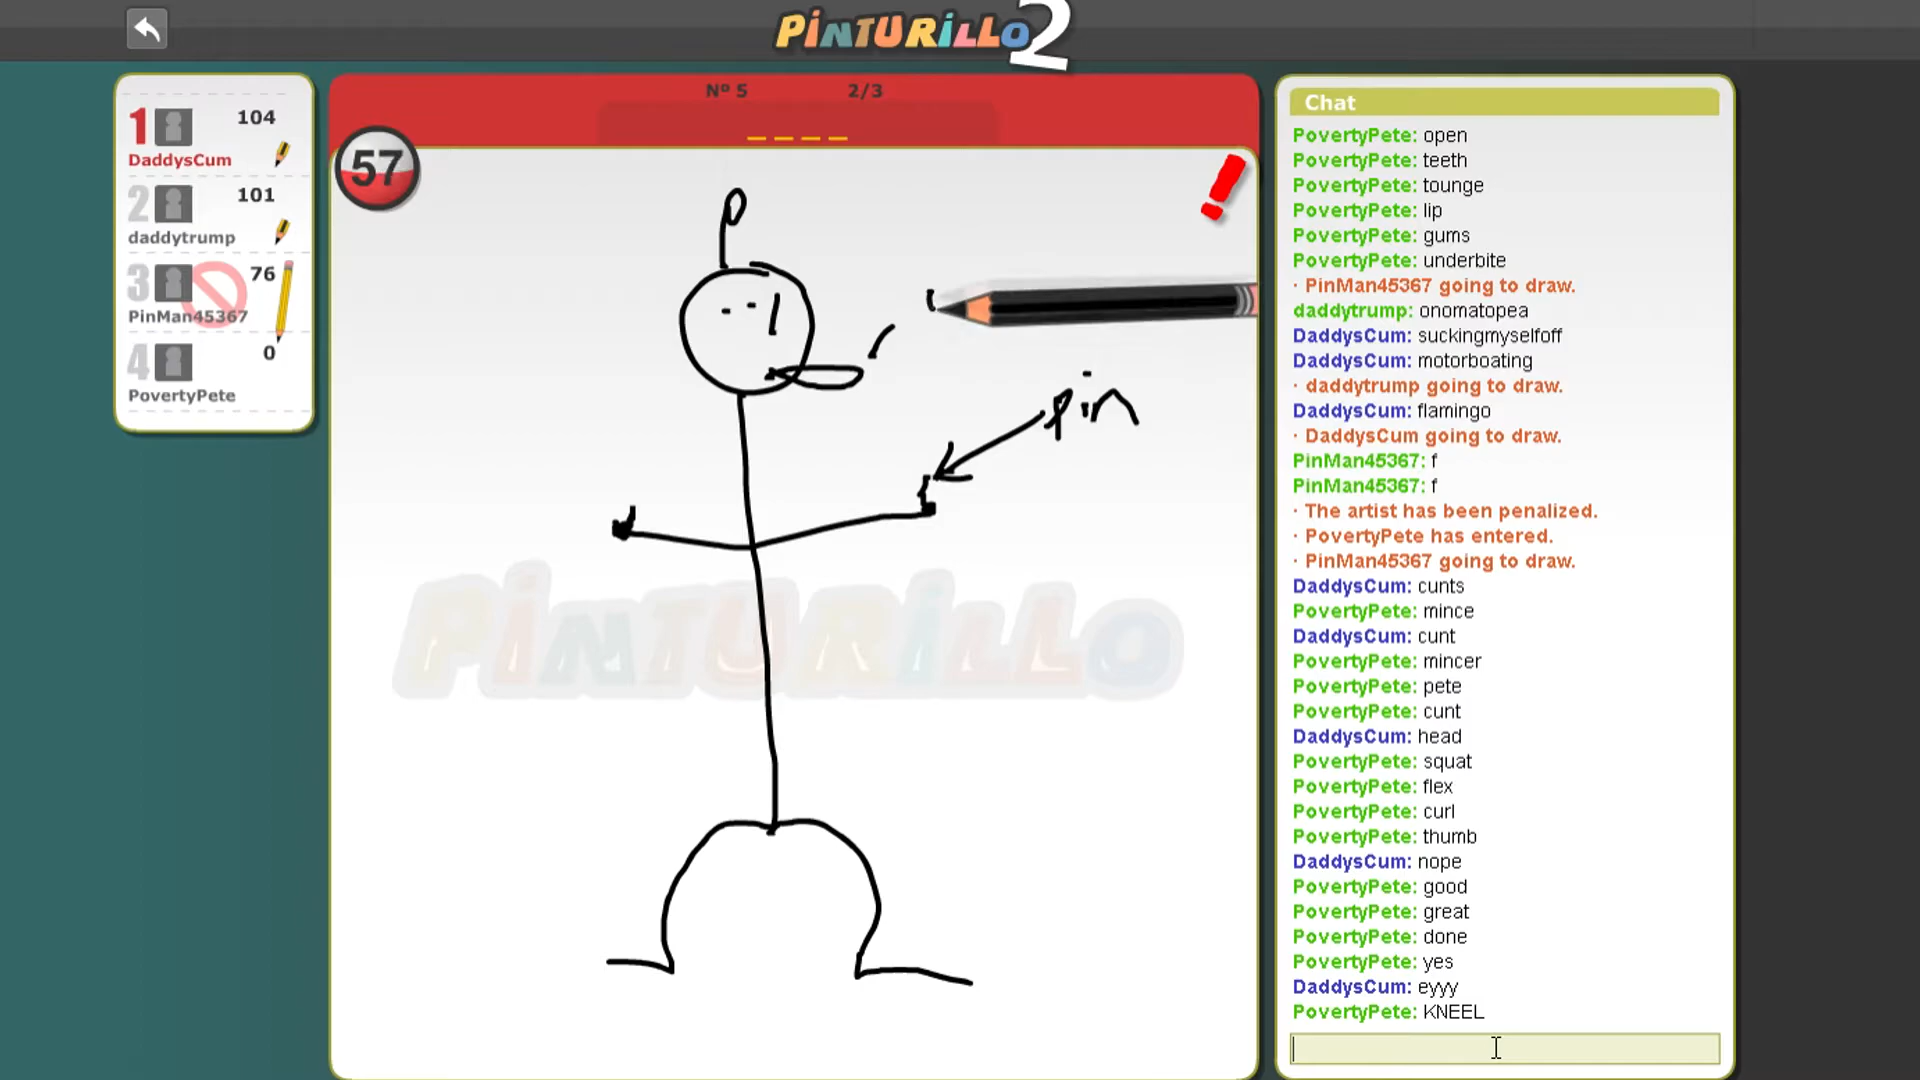 PiNTURiLLo2
Nº 5 2/3
57
pin
PiNTURiLLo
1 104
DaddysCum
2 101
daddytrump
3 76
PinMan45367
4 0
PovertyPete
Chat
PovertyPete: open
PovertyPete: teeth
PovertyPete: tounge
PovertyPete: lip
PovertyPete: gums
PovertyPete: underbite
· PinMan45367 going to draw.
daddytrump: onomatopea
DaddysCum: suckingmyselfoff
DaddysCum: motorboating
· daddytrump going to draw.
DaddysCum: flamingo
· DaddysCum going to draw.
PinMan45367: f
PinMan45367: f
· The artist has been penalized.
· PovertyPete has entered.
· PinMan45367 going to draw.
DaddysCum: cunts
PovertyPete: mince
DaddysCum: cunt
PovertyPete: mincer
PovertyPete: pete
PovertyPete: cunt
DaddysCum: head
PovertyPete: squat
PovertyPete: flex
PovertyPete: curl
PovertyPete: thumb
DaddysCum: nope
PovertyPete: good
PovertyPete: great
PovertyPete: done
PovertyPete: yes
DaddysCum: eyyy
PovertyPete: KNEEL